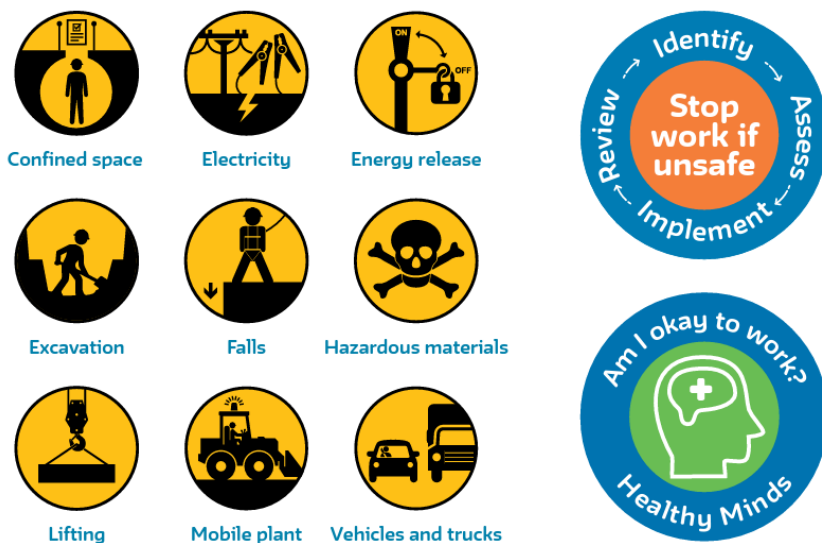 ON
OFF
Confined space
Electricity
Energy release
Excavation
Falls
Hazardous materials
Lifting
Mobile plant
Vehicles and trucks
Identify
Assess
Implement
Review
Stop
work if
unsafe
Am I okay to work?
Healthy Minds